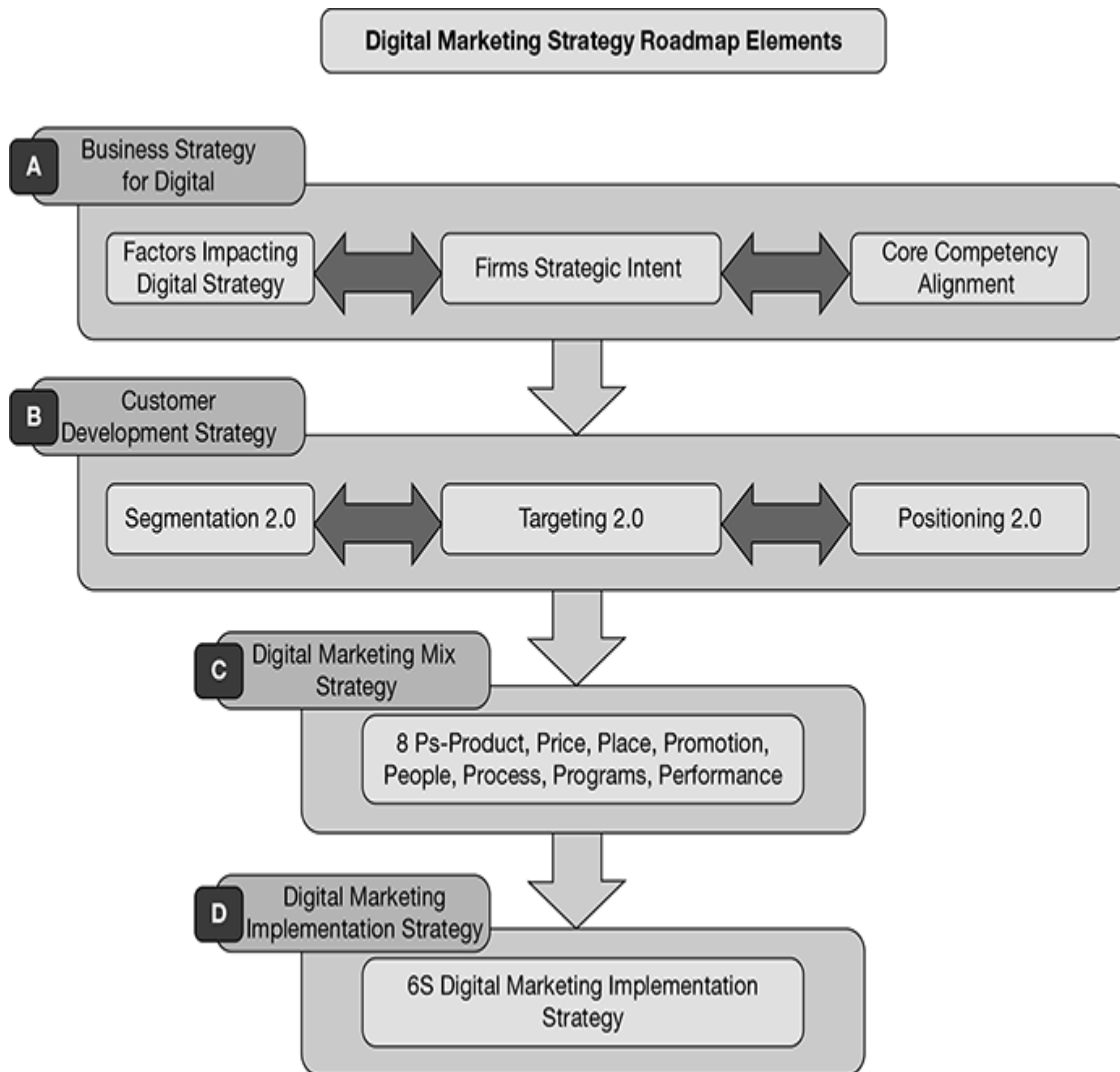 Digital Marketing Strategy Roadmap Elements
A
Business Strategy
for Digital
Factors Impacting
Digital Strategy
Firms Strategic Intent
Core Competency
Alignment
B
Customer
Development Strategy
Segmentation 2.0
Targeting 2.0
Positioning 2.0
C
Digital Marketing Mix
Strategy
8 Ps-Product, Price, Place, Promotion,
People, Process, Programs, Performance
D
Digital Marketing
Implementation Strategy
6S Digital Marketing Implementation
Strategy